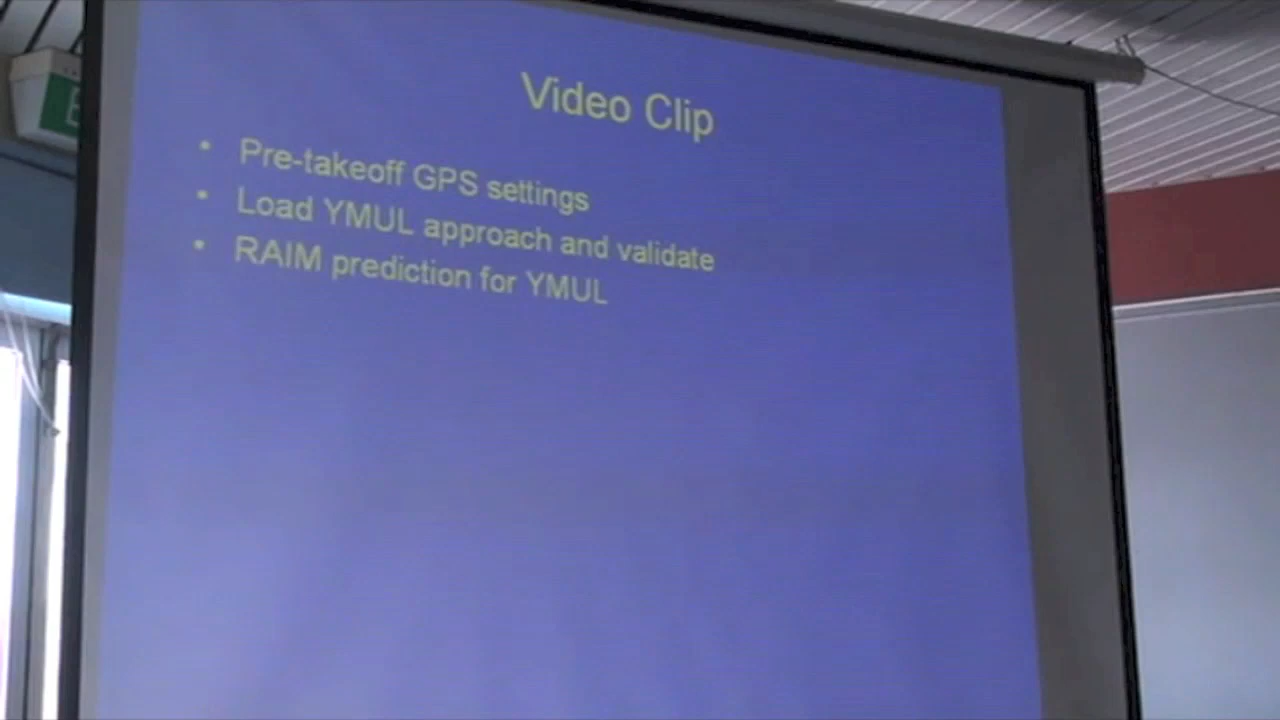 Video Clip
• Pre-takeoff GPS settings
• Load YMUL approach and validate
• RAIM prediction for YMUL